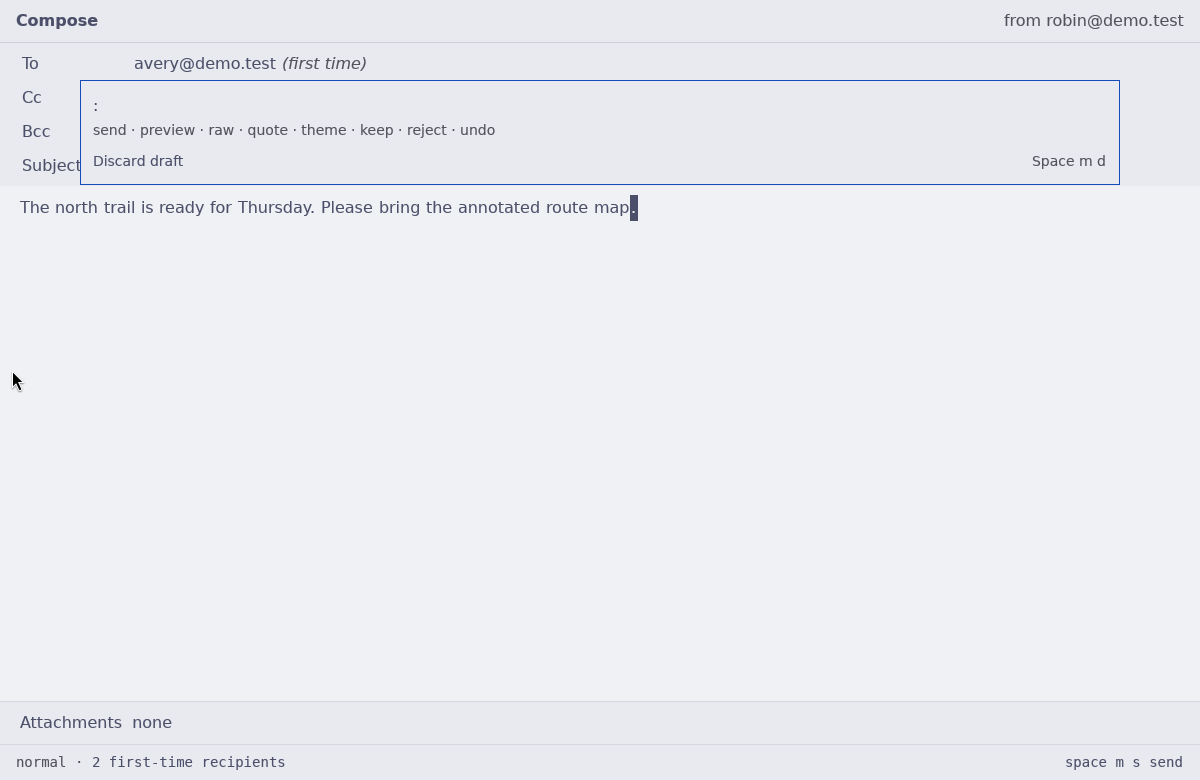 Compose from robin@demo.test
To avery@demo.test (first time)
Cc
:
send · preview · raw · quote · theme · keep · reject · undo
Bcc
Discard draft Space m d
Subject
The north trail is ready for Thursday. Please bring the annotated route map.
Attachments none
normal · 2 first-time recipients space m s send